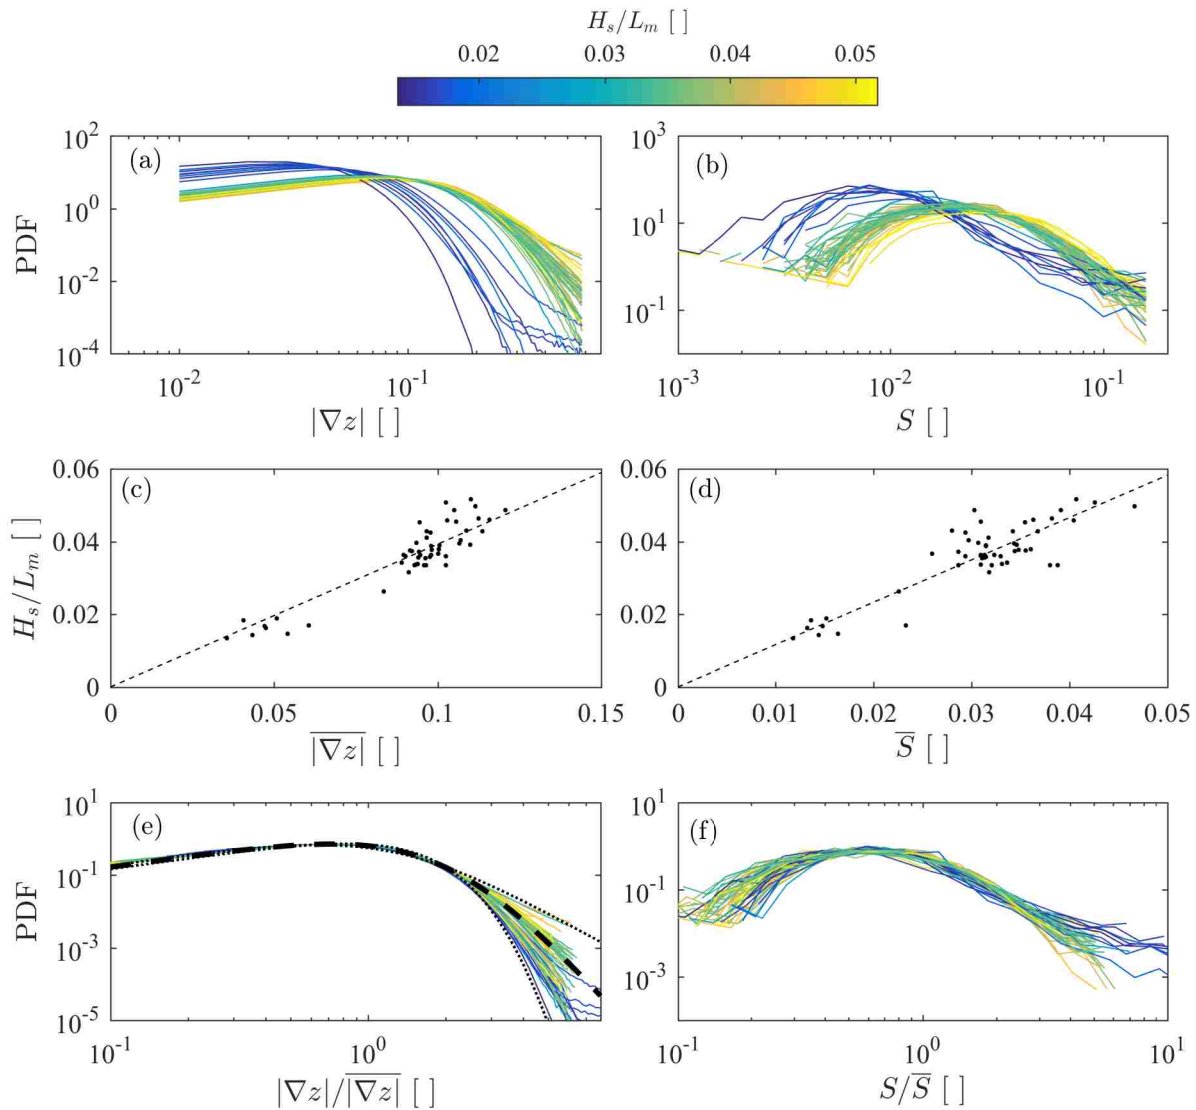 H_s/L_m [ ]
0.02 0.03 0.04 0.05
(a) (b)
10^2 10^0 10^-2 10^-4
PDF
10^-2 10^-1
|∇z| [ ]
10^3 10^1 10^-1
10^-3 10^-2 10^-1
S [ ]
(c) (d)
0.06 0.04 0.02 0
H_s/L_m [ ]
0 0.05 0.1 0.15
|∇z| [ ]
0.06 0.04 0.02 0
0 0.01 0.02 0.03 0.04 0.05
S [ ]
(e) (f)
10^1 10^-1 10^-3 10^-5
PDF
10^-1 10^0
|∇z|/|∇z| [ ]
10^1 10^-1 10^-3
10^-1 10^0 10^1
S/S [ ]